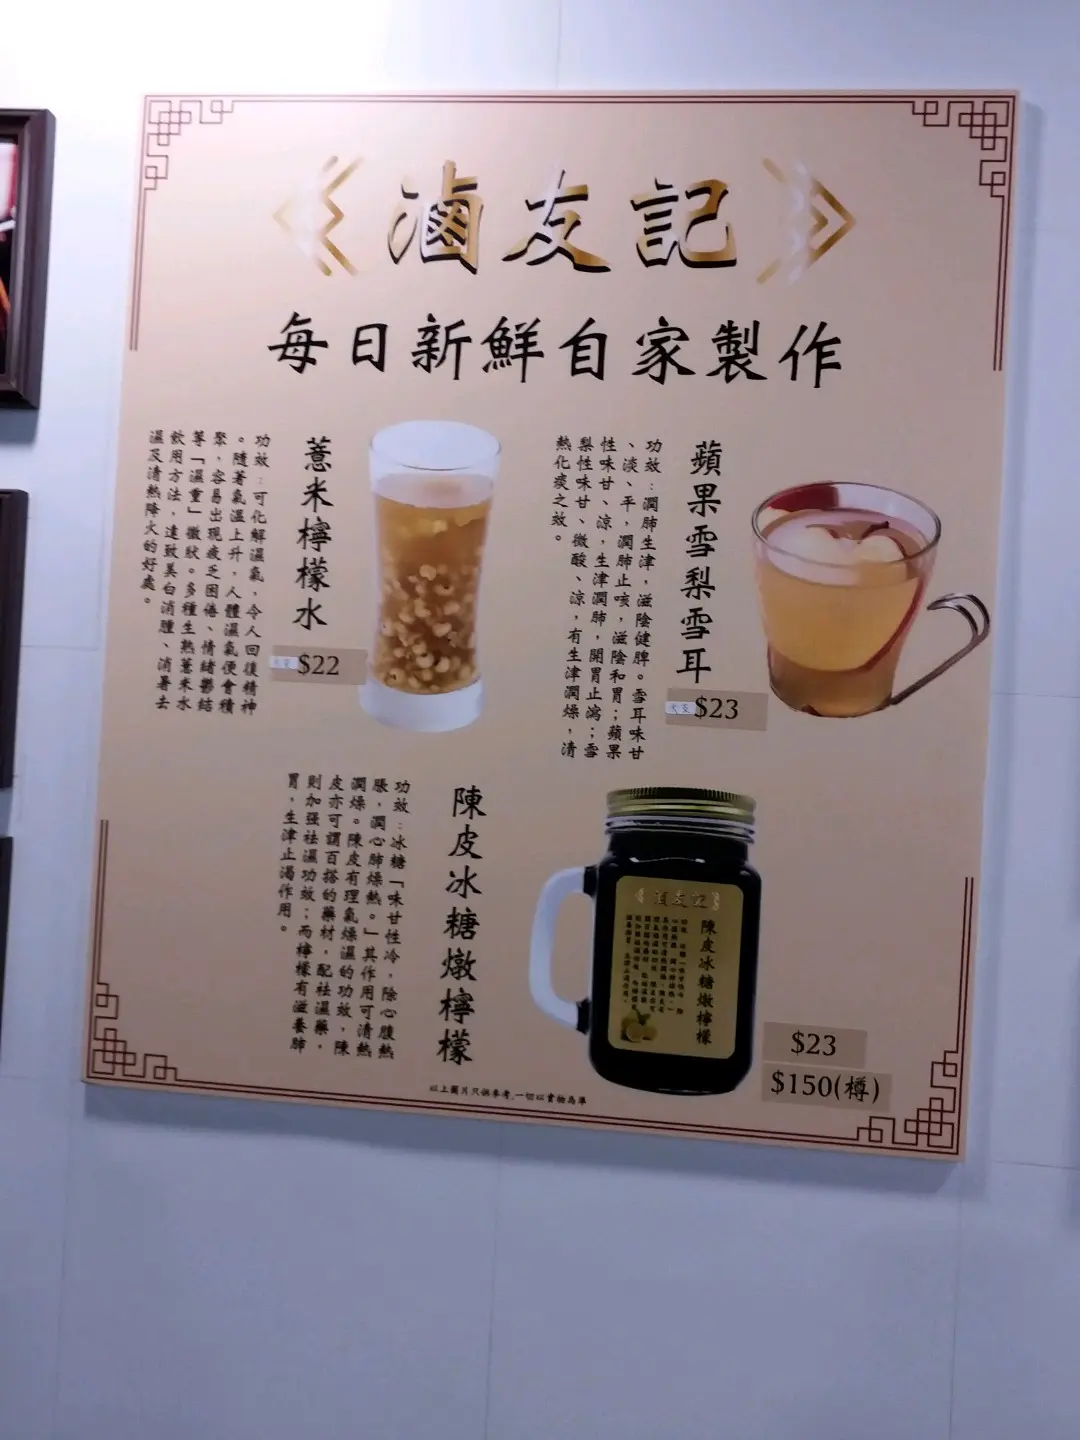 滷友記
每日新鮮自家製作
薏米檸檬水
功效：可化解濕氣，令人回復精神
。隨著氣溫上升，人體濕氣便會積
聚，容易出現疲乏困倦、情緒鬱結
等「濕重」徵狀。多種生熟薏米水
飲用方法，達致美白消腫、消暑去
濕及清熱降火的好處。
$22
蘋果雪梨雪耳
功效：潤肺生津，滋陰健脾。雪耳味甘
、淡、平，潤肺止咳，滋陰和胃；蘋果
性味甘、涼，生津潤肺，開胃止瀉；雪
梨性味甘、微酸、涼，有生津潤燥，清
熱化痰之效。
$23
陳皮冰糖燉檸檬
功效：冰糖「味甘性冷，除心腹熱
脹，潤心肺燥熱。」其作用可清熱
潤燥。陳皮有理氣燥濕的功效，陳
皮亦可謂百搭的藥材，配祛濕藥，
則加强祛濕功效；而檸檬有滋養肺
胃，生津止渴作用。
滷友記
陳皮冰糖燉檸檬
$23
$150(樽)
以上圖片只供參考，一切以實物為準